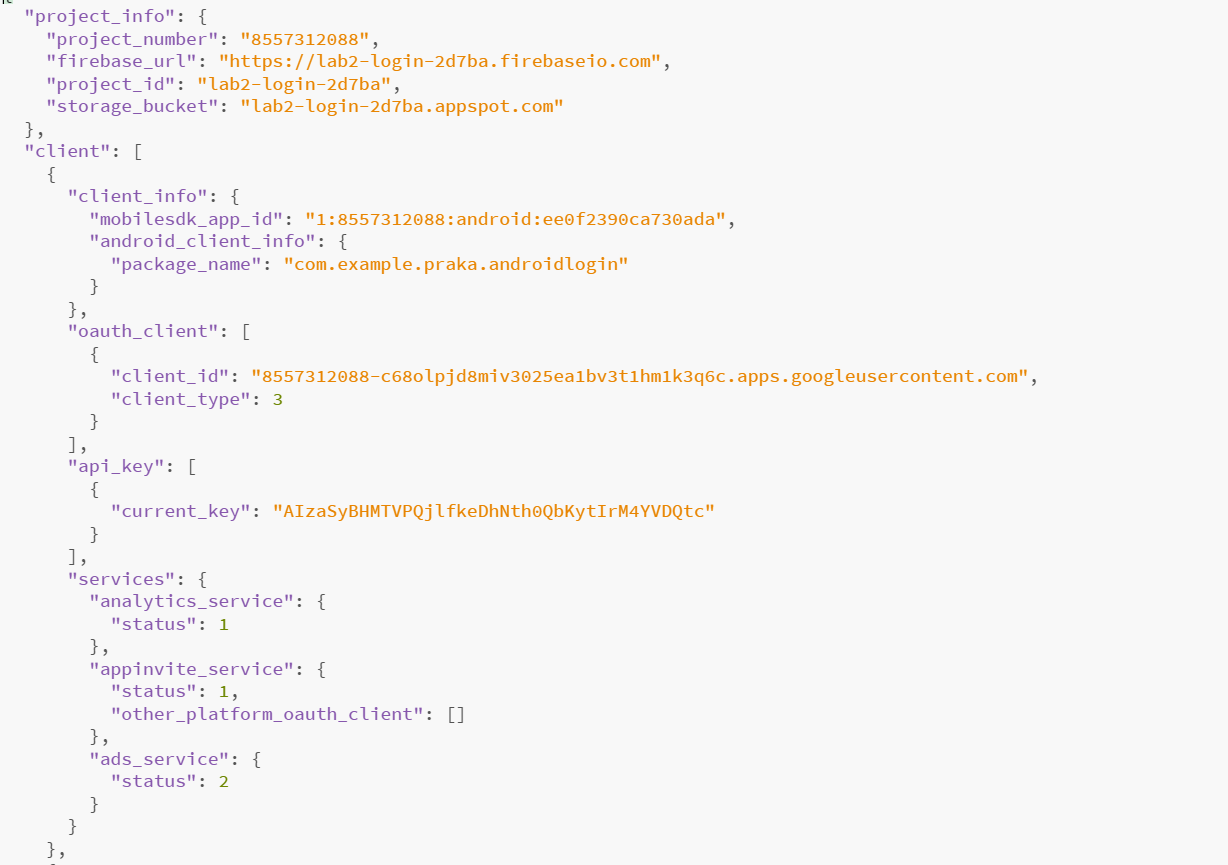 "project_info": {
"project_number": "8557312088",
"firebase_url": "https://lab2-login-2d7ba.firebaseio.com",
"project_id": "lab2-login-2d7ba",
"storage_bucket": "lab2-login-2d7ba.appspot.com"
},
"client": [
{
"client_info": {
"mobilesdk_app_id": "1:8557312088:android:ee0f2390ca730ada",
"android_client_info": {
"package_name": "com.example.praka.androidlogin"
}
},
"oauth_client": [
{
"client_id": "8557312088-c68olpjd8miv3025ea1bv3t1hm1k3q6c.apps.googleusercontent.com",
"client_type": 3
}
],
"api_key": [
{
"current_key": "AIzaSyBHMTVPQjlfkeDhNth0QbKytIrM4YVDQtc"
}
],
"services": {
"analytics_service": {
"status": 1
},
"appinvite_service": {
"status": 1,
"other_platform_oauth_client": []
},
"ads_service": {
"status": 2
}
}
},